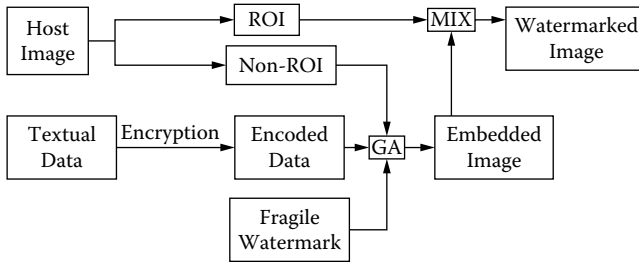 Host
Image
ROI
MIX
Watermarked
Image
Non-ROI
Textual
Data
Encryption
Encoded
Data
GA
Embedded
Image
Fragile
Watermark